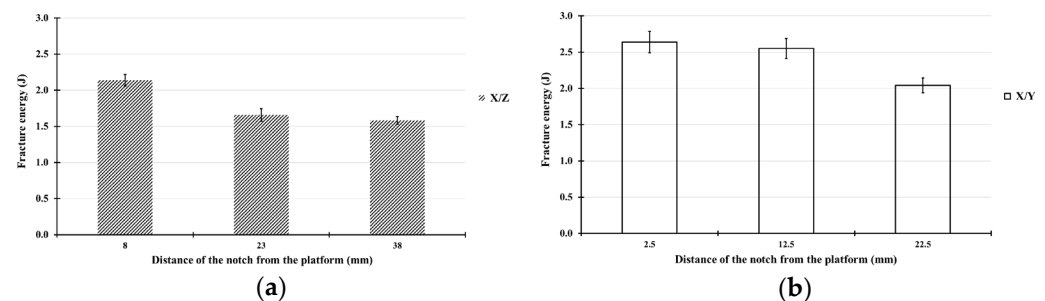 3.0
2.5
2.0
1.5
1.0
0.5
0.0
Fracture energy (J)
8
23
38
Distance of the notch from the platform (mm)
X/Z
(a)
3.0
2.5
2.0
1.5
1.0
0.5
0.0
Fracture energy (J)
2.5
12.5
22.5
Distance of the notch from the platform (mm)
X/Y
(b)